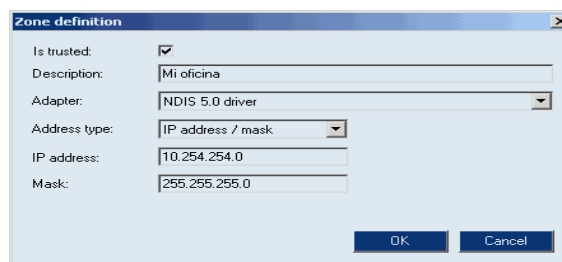 Zone definition
Is trusted:
Description: Mi oficina
Adapter: NDIS 5.0 driver
Address type: IP address / mask
IP address: 10.254.254.0
Mask: 255.255.255.0
OK Cancel